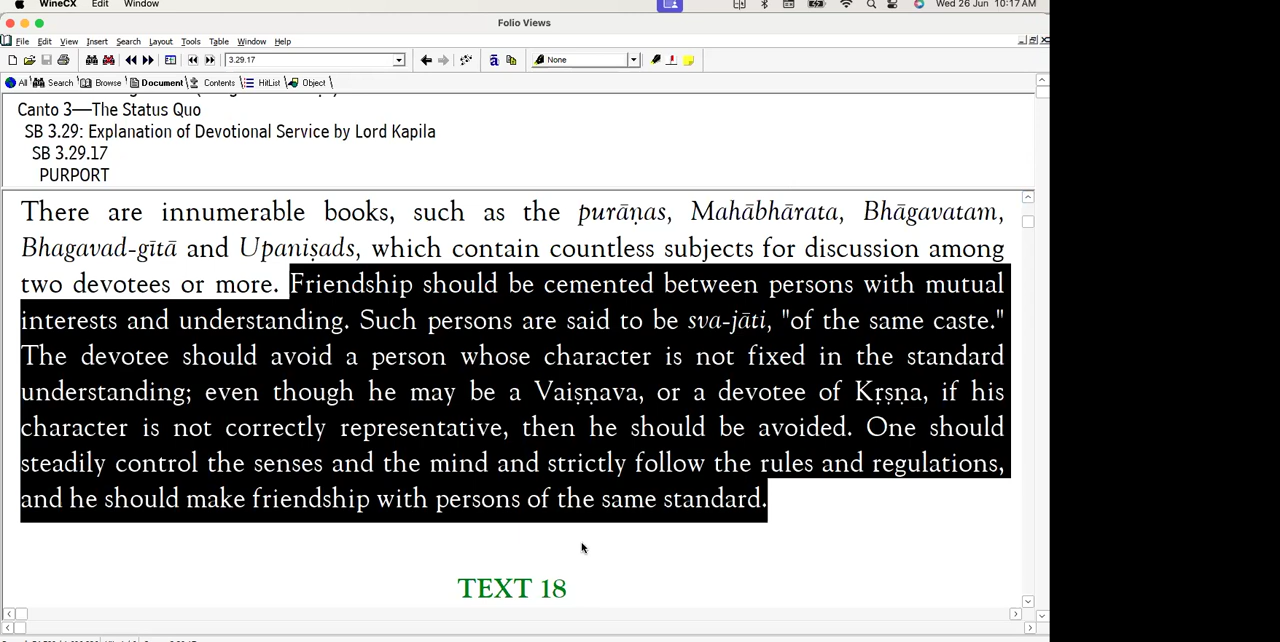 WineCX Edit Window Wed 26 Jun 10:17 AM
Folio Views
File Edit View Insert Search Layout Tools Table Window Help
3.29.17 None
All Search Browse Document Contents HitList Object
Canto 3—The Status Quo
SB 3.29: Explanation of Devotional Service by Lord Kapila
SB 3.29.17
PURPORT
There are innumerable books, such as the purāṇas, Mahābhārata, Bhāgavatam,
Bhagavad-gītā and Upaniṣads, which contain countless subjects for discussion among
two devotees or more. Friendship should be cemented between persons with mutual
interests and understanding. Such persons are said to be sva-jāti, "of the same caste."
The devotee should avoid a person whose character is not fixed in the standard
understanding; even though he may be a Vaiṣṇava, or a devotee of Kṛṣṇa, if his
character is not correctly representative, then he should be avoided. One should
steadily control the senses and the mind and strictly follow the rules and regulations,
and he should make friendship with persons of the same standard.
TEXT 18